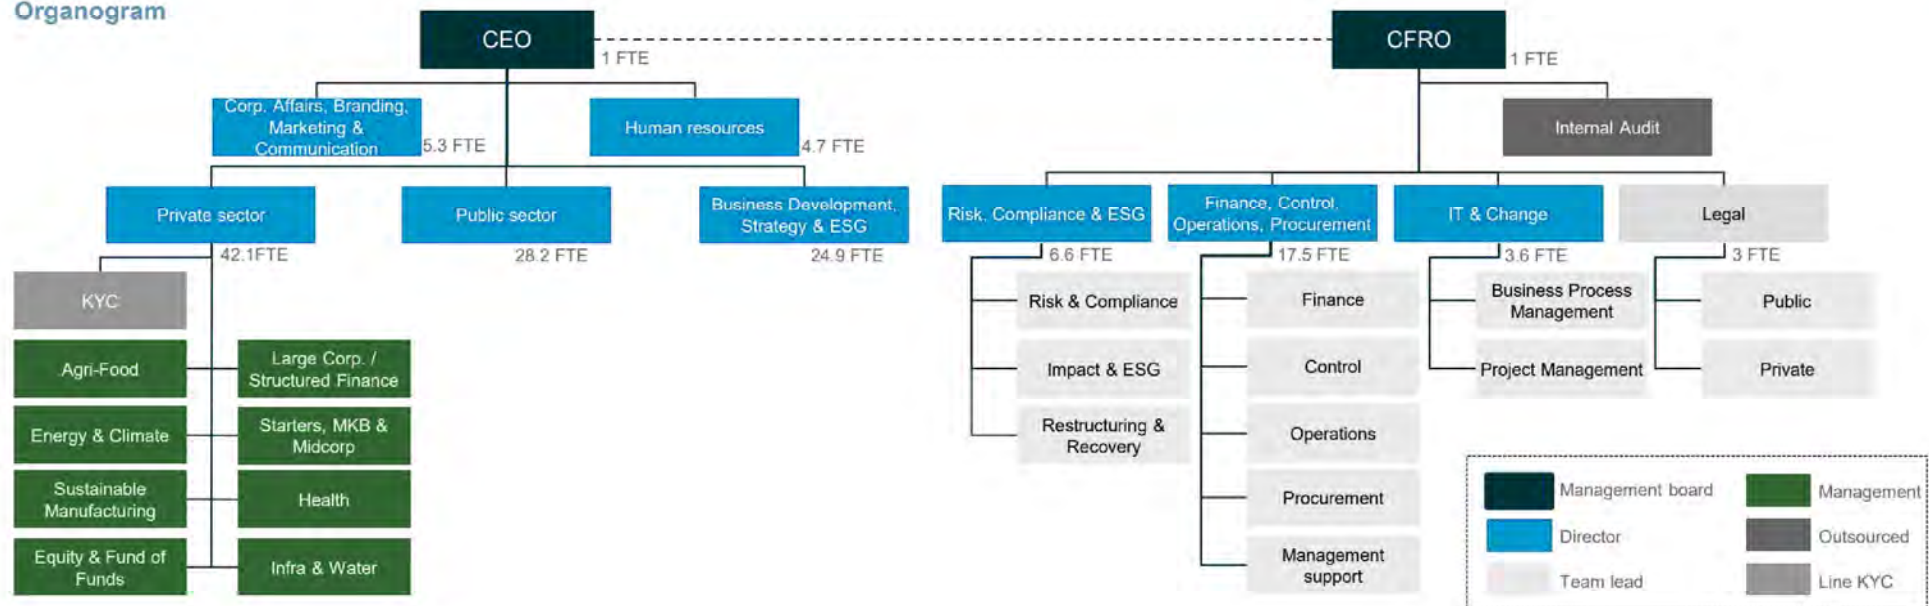 Organogram
CEO
1 FTE
CFRO
1 FTE
Corp. Affairs, Branding,
Marketing &
Communication
5.3 FTE
Human resources
4.7 FTE
Internal Audit
Private sector
42.1FTE
Public sector
28.2 FTE
Business Development,
Strategy & ESG
24.9 FTE
Risk, Compliance & ESG
6.6 FTE
Finance, Control,
Operations, Procurement
17.5 FTE
IT & Change
3.6 FTE
Legal
3 FTE
KYC
Agri-Food
Large Corp. /
Structured Finance
Energy & Climate
Starters, MKB &
Midcorp
Sustainable
Manufacturing
Health
Equity & Fund of
Funds
Infra & Water
Risk & Compliance
Impact & ESG
Restructuring &
Recovery
Finance
Control
Operations
Procurement
Management
support
Business Process
Management
Project Management
Public
Private
Management board
Management
Director
Outsourced
Team lead
Line KYC